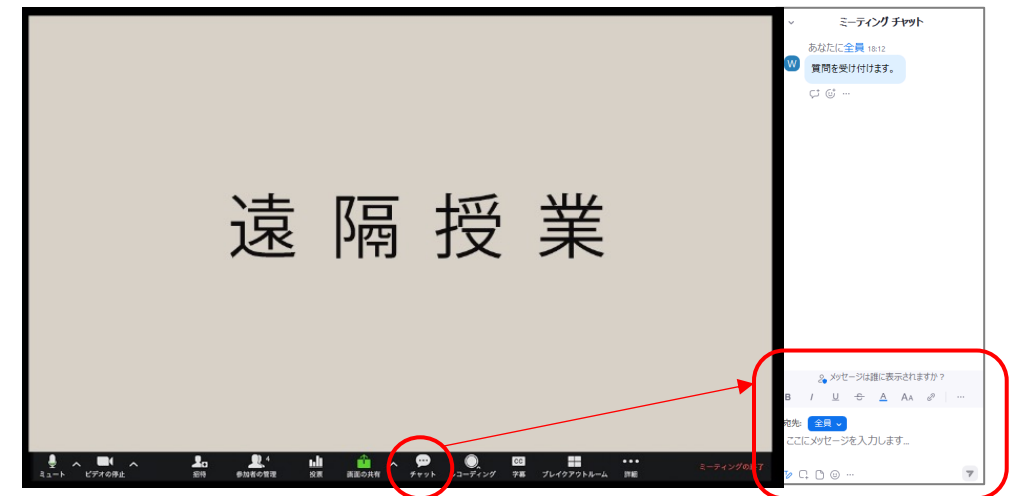 遠隔授業
ミュート
ビデオの停止
招待
4
参加者の管理
投票
画面の共有
チャット
レコーディング
CC
字幕
ブレイクアウトルーム
詳細
ミーティングの終了
ミーティング チャット
あなたに全員 18:12
W
質問を受け付けます。
メッセージは誰に表示されますか？
B I U S A AA
宛先: 全員
ここにメッセージを入力します...